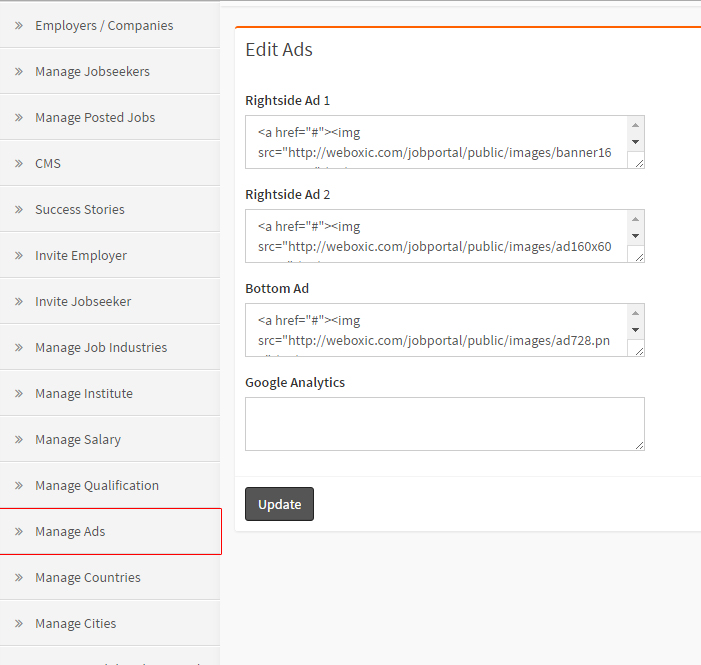 Employers / Companies
Manage Jobseekers
Manage Posted Jobs
CMS
Success Stories
Invite Employer
Invite Jobseeker
Manage Job Industries
Manage Institute
Manage Salary
Manage Qualification
Manage Ads
Manage Countries
Manage Cities
Edit Ads
Rightside Ad 1
<a href="#"><img
src="http://weboxic.com/jobportal/public/images/banner16
Rightside Ad 2
<a href="#"><img
src="http://weboxic.com/jobportal/public/images/ad160x60
Bottom Ad
<a href="#"><img
src="http://weboxic.com/jobportal/public/images/ad728.pn
Google Analytics
Update